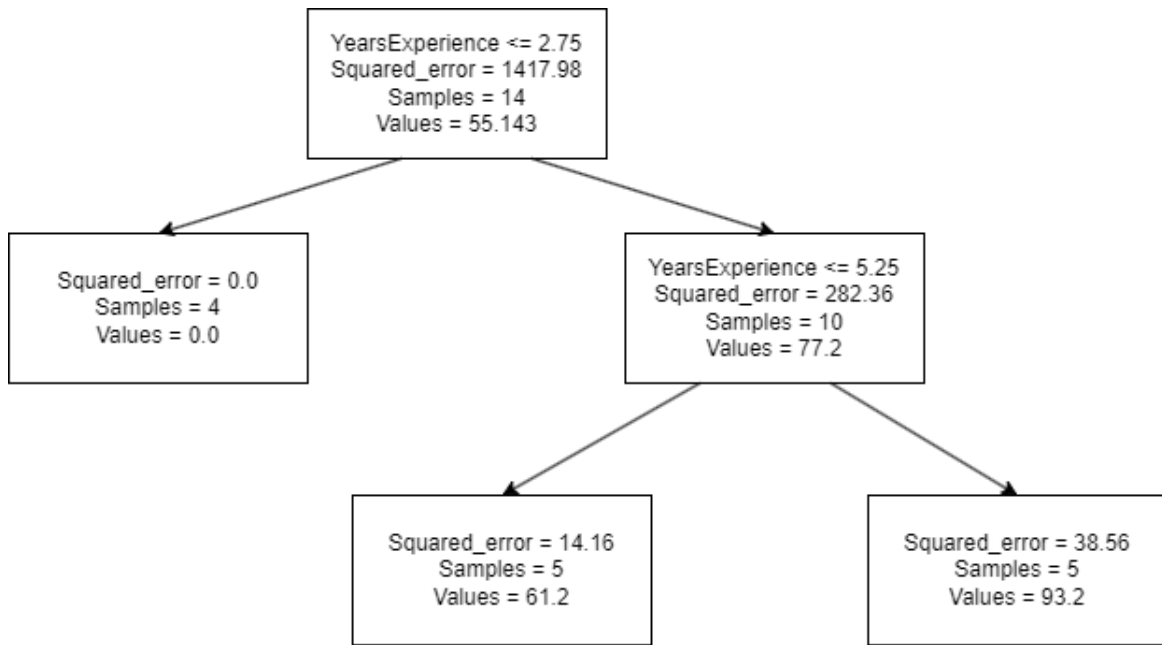 YearsExperience <= 2.75
Squared_error = 1417.98
Samples = 14
Values = 55.143
Squared_error = 0.0
Samples = 4
Values = 0.0
YearsExperience <= 5.25
Squared_error = 282.36
Samples = 10
Values = 77.2
Squared_error = 14.16
Samples = 5
Values = 61.2
Squared_error = 38.56
Samples = 5
Values = 93.2